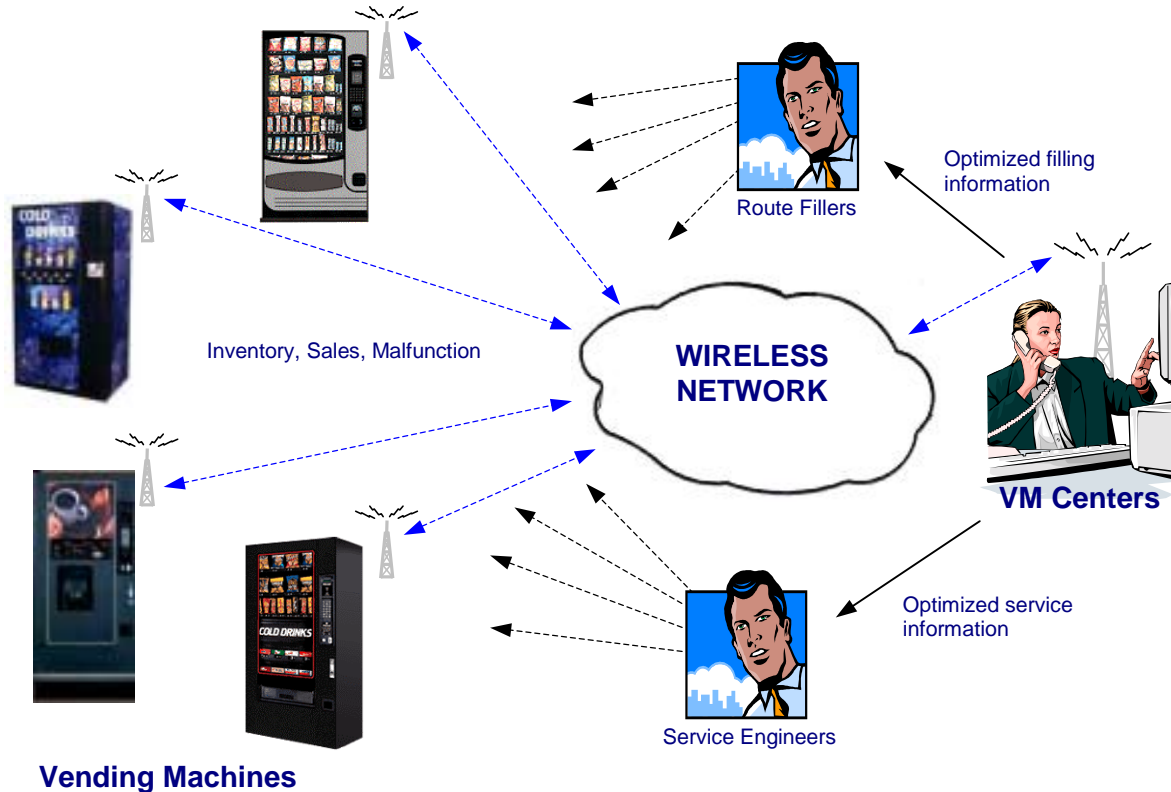 Optimized filling
information
Route Fillers
COLD
DRINKS
Inventory, Sales, Malfunction
WIRELESS
NETWORK
VM Centers
COLD DRINKS
Optimized service
information
Service Engineers
Vending Machines